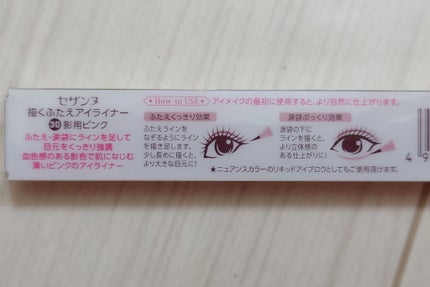 セザンヌ
描くふたえアイライナー
30 影用ピンク
ふたえ・涙袋にラインを足して
目元をくっきり強調
血色感のある影色で肌になじむ
薄いピンクのアイライナー
How to USE アイメイクの最初に使用すると、より自然に仕上がります。
ふたえくっきり効果
ふたえラインを
なぞるようにライン
を描き足します。
少し長めに描くと、
より大きな目元に!
涙袋ぷっくり効果
涙袋の下に
ラインを描くと、
より立体感の
ある仕上がりに!
★ニュアンスカラーのリキッドアイブロウとしてもご使用頂けます。
4